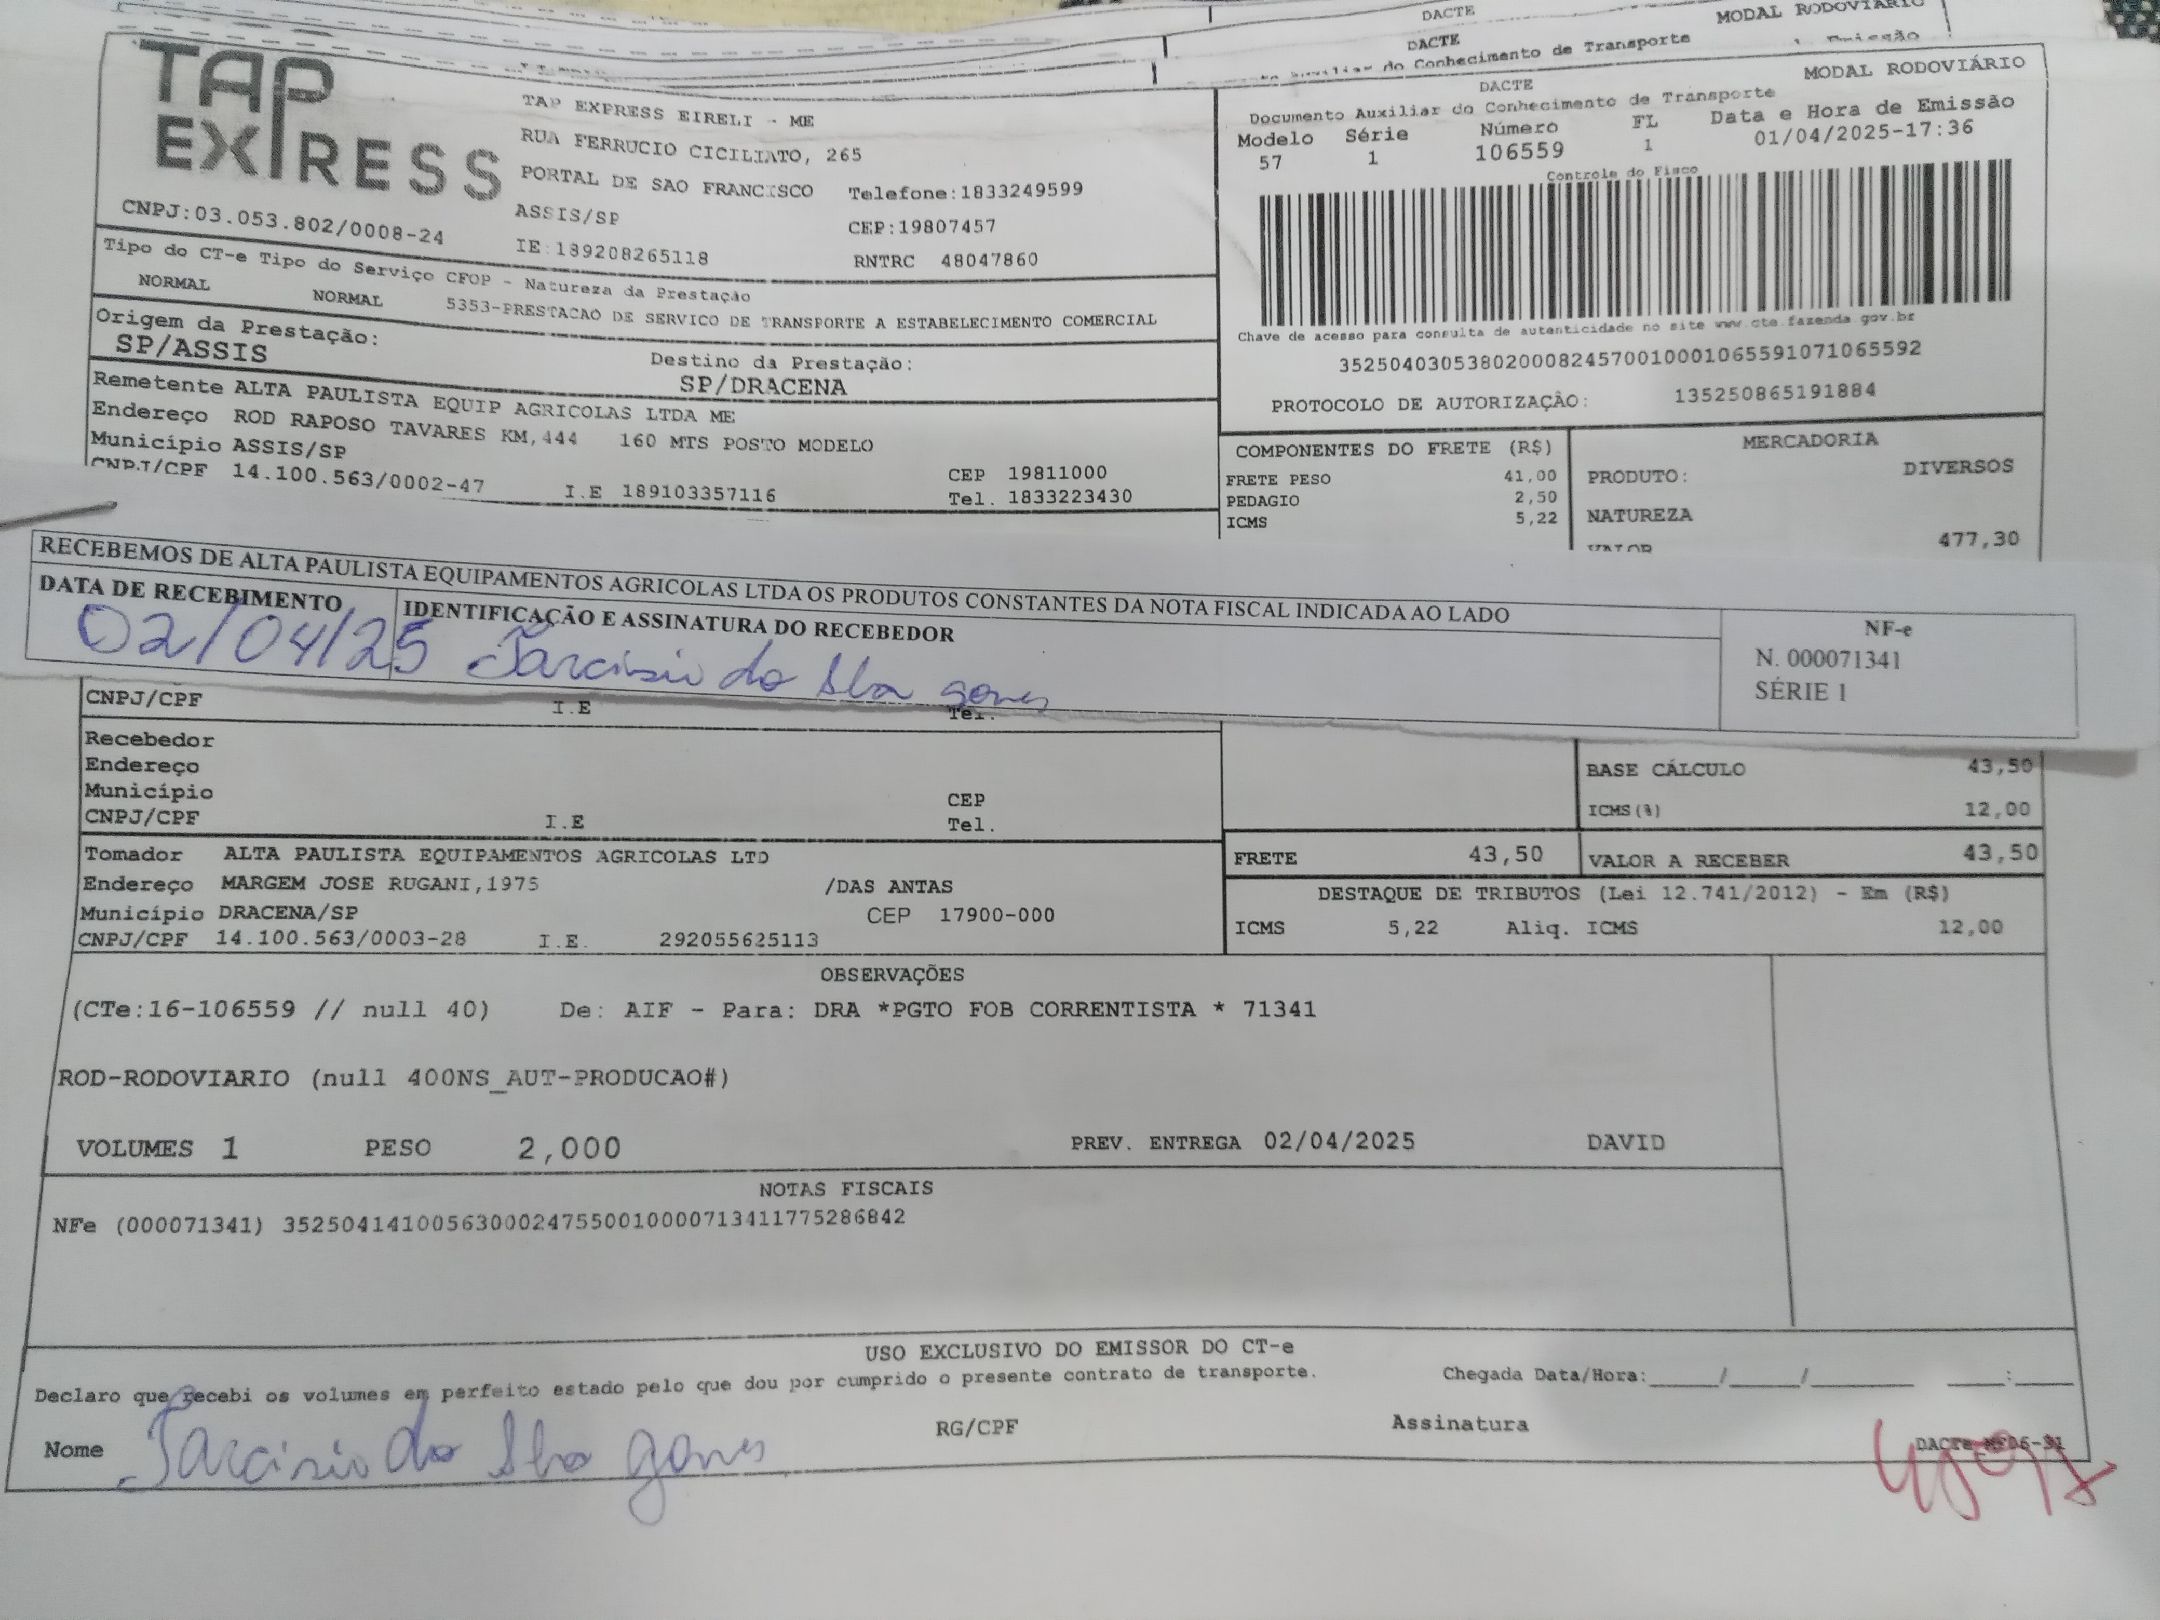 DACTE
MODAL RODOVIÁRIO
DACTE
do Conhecimento de Transporte
TAP EXPRESS
TAP EXPRESS EIRELI - ME
RUA FERRUCIO CICILIATO, 265
PORTAL DE SAO FRANCISCO Telefone:1833249599
ASSIS/SP CEP:19807457
CNPJ:03.053.802/0008-24 IE:189208265118 RNTRC 48047860
DACTE MODAL RODOVIÁRIO
Documento Auxiliar do Conhecimento de Transporte
Modelo Série Número FL Data e Hora de Emissão
57 1 106559 1 01/04/2025-17:36
Controle do Fisco
Chave de acesso para consulta de autenticidade no site www.cte.fazenda.gov.br
35250403053802000824570010001065591071065592
PROTOCOLO DE AUTORIZAÇÃO: 135250865191884
Tipo do CT-e Tipo do Serviço CFOP - Natureza da Prestação
NORMAL NORMAL 5353-PRESTACAO DE SERVICO DE TRANSPORTE A ESTABELECIMENTO COMERCIAL
Origem da Prestação: Destino da Prestação:
SP/ASSIS SP/DRACENA
Remetente ALTA PAULISTA EQUIP AGRICOLAS LTDA ME
Endereço ROD RAPOSO TAVARES KM,444 160 MTS POSTO MODELO
Município ASSIS/SP CEP 19811000
CNPJ/CPF 14.100.563/0002-47 I.E 189103357116 Tel. 1833223430
COMPONENTES DO FRETE (R$)
FRETE PESO 41,00
PEDAGIO 2,50
ICMS 5,22
MERCADORIA
PRODUTO: DIVERSOS
NATUREZA
VALOR 477,30
RECEBEMOS DE ALTA PAULISTA EQUIPAMENTOS AGRICOLAS LTDA OS PRODUTOS CONSTANTES DA NOTA FISCAL INDICADA AO LADO
DATA DE RECEBIMENTO IDENTIFICAÇÃO E ASSINATURA DO RECEBEDOR
02/04/25 Tarcisio da Silva gomes
NF-e
N. 000071341
SÉRIE 1
CNPJ/CPF I.E Tel.
Recebedor
Endereço
Município CEP
CNPJ/CPF I.E Tel.
BASE CÁLCULO 43,50
ICMS(%) 12,00
Tomador ALTA PAULISTA EQUIPAMENTOS AGRICOLAS LTD
Endereço MARGEM JOSE RUGANI,1975 /DAS ANTAS
Município DRACENA/SP CEP 17900-000
CNPJ/CPF 14.100.563/0003-28 I.E. 292055625113
FRETE 43,50 VALOR A RECEBER 43,50
DESTAQUE DE TRIBUTOS (Lei 12.741/2012) - Em (R$)
ICMS 5,22 Aliq. ICMS 12,00
OBSERVAÇÕES
(CTe:16-106559 // null 40) De: AIF - Para: DRA *PGTO FOB CORRENTISTA * 71341
ROD-RODOVIARIO (null 400NS_AUT-PRODUCAO#)
VOLUMES 1 PESO 2,000 PREV. ENTREGA 02/04/2025 DAVID
NOTAS FISCAIS
NFe (000071341) 35250414100563000247550010000713411775286842
USO EXCLUSIVO DO EMISSOR DO CT-e
Declaro que recebi os volumes em perfeito estado pelo que dou por cumprido o presente contrato de transporte. Chegada Data/Hora:_____/_____/________ ____:____
Nome Tarcisio da Silva gomes RG/CPF Assinatura